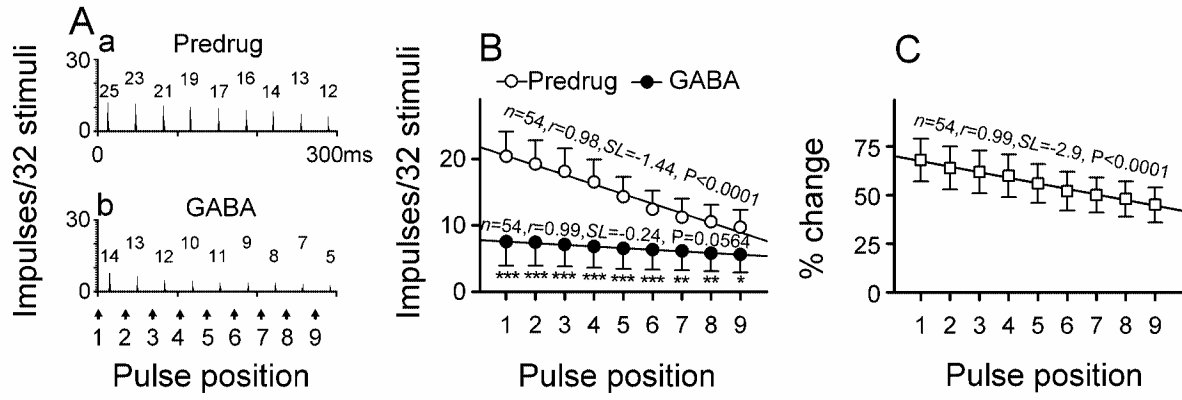 A
a
Predrug
Impulses/32 stimuli
30
0
25 23 21 19 17 16 14 13 12
0 300ms
b
GABA
30
0
14 13 12 10 11 9 8 7 5
1 2 3 4 5 6 7 8 9
Pulse position
B
Predrug GABA
Impulses/32 stimuli
20
10
0
n=54,r=0.98,SL=-1.44, P<0.0001
n=54,r=0.99,SL=-0.24, P=0.0564
*** *** *** *** *** *** ** ** *
1 2 3 4 5 6 7 8 9
Pulse position
C
% change
75
50
25
0
n=54,r=0.99,SL=-2.9, P<0.0001
1 2 3 4 5 6 7 8 9
Pulse position